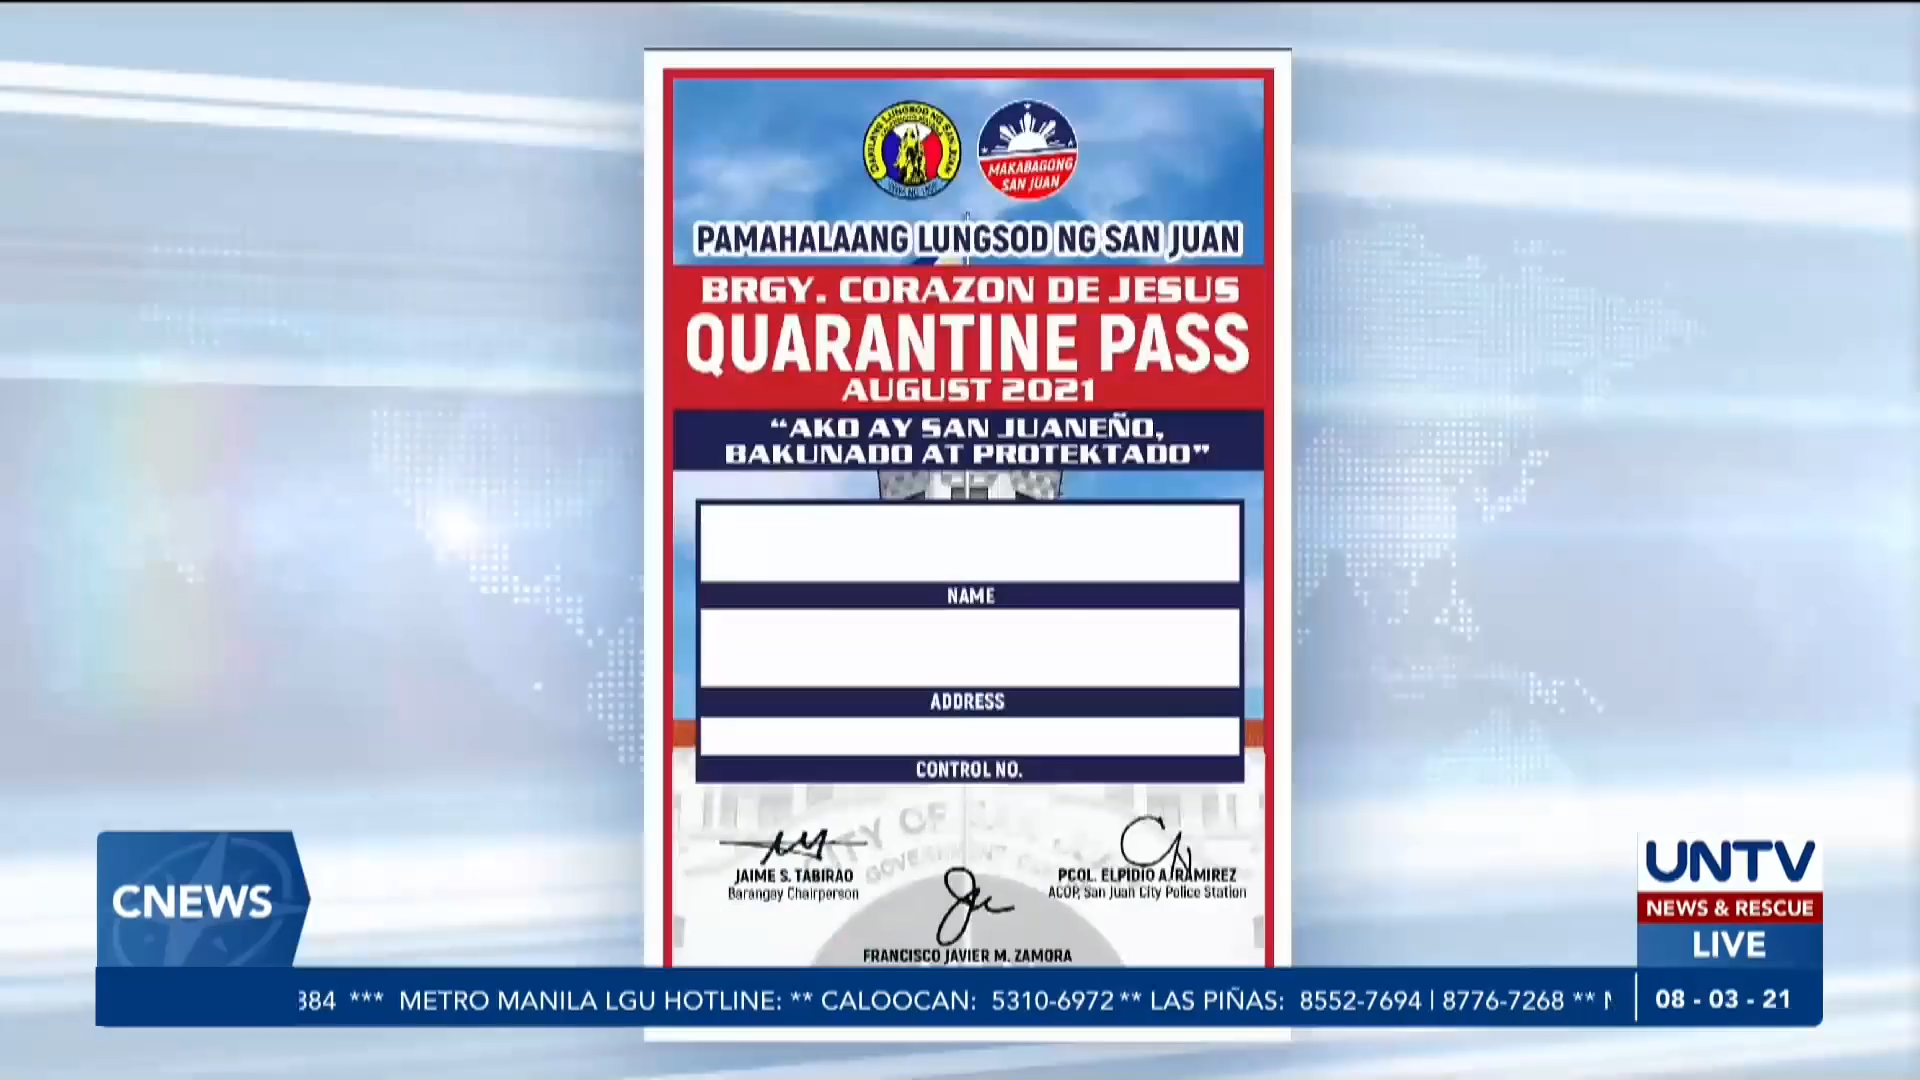 MAKABAGONG
SAN JUAN
PAMAHALAANG LUNGSOD NG SAN JUAN
BRGY. CORAZON DE JESUS
QUARANTINE PASS
AUGUST 2021
“AKO AY SAN JUANEÑO,
BAKUNADO AT PROTEKTADO”
NAME
ADDRESS
CONTROL NO.
CITY OF
GOVERNMENT
JAIME S. TABIRAO
Barangay Chairperson
PCOL. ELPIDIO A. RAMIREZ
ACOP, San Juan City Police Station
FRANCISCO JAVIER M. ZAMORA
CNEWS
UNTV
NEWS & RESCUE
LIVE
384 *** METRO MANILA LGU HOTLINE: ** CALOOCAN: 5310-6972 ** LAS PIÑAS: 8552-7694 | 8776-7268 **
08 - 03 - 21